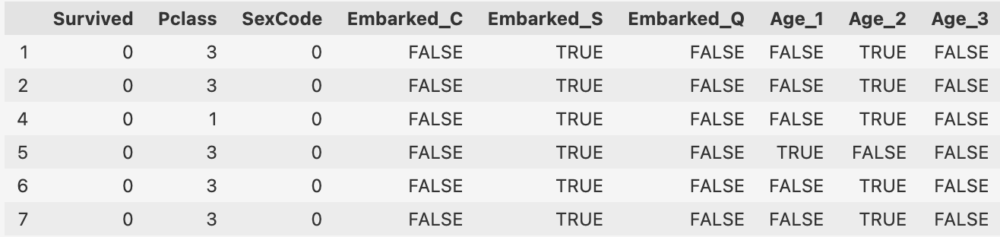 Survived Pclass SexCode Embarked_C Embarked_S Embarked_Q Age_1 Age_2 Age_3
1 0 3 0 FALSE TRUE FALSE FALSE TRUE FALSE
2 0 3 0 FALSE TRUE FALSE FALSE TRUE FALSE
4 0 1 0 FALSE TRUE FALSE FALSE TRUE FALSE
5 0 3 0 FALSE TRUE FALSE TRUE FALSE FALSE
6 0 3 0 FALSE TRUE FALSE FALSE TRUE FALSE
7 0 3 0 FALSE TRUE FALSE FALSE TRUE FALSE